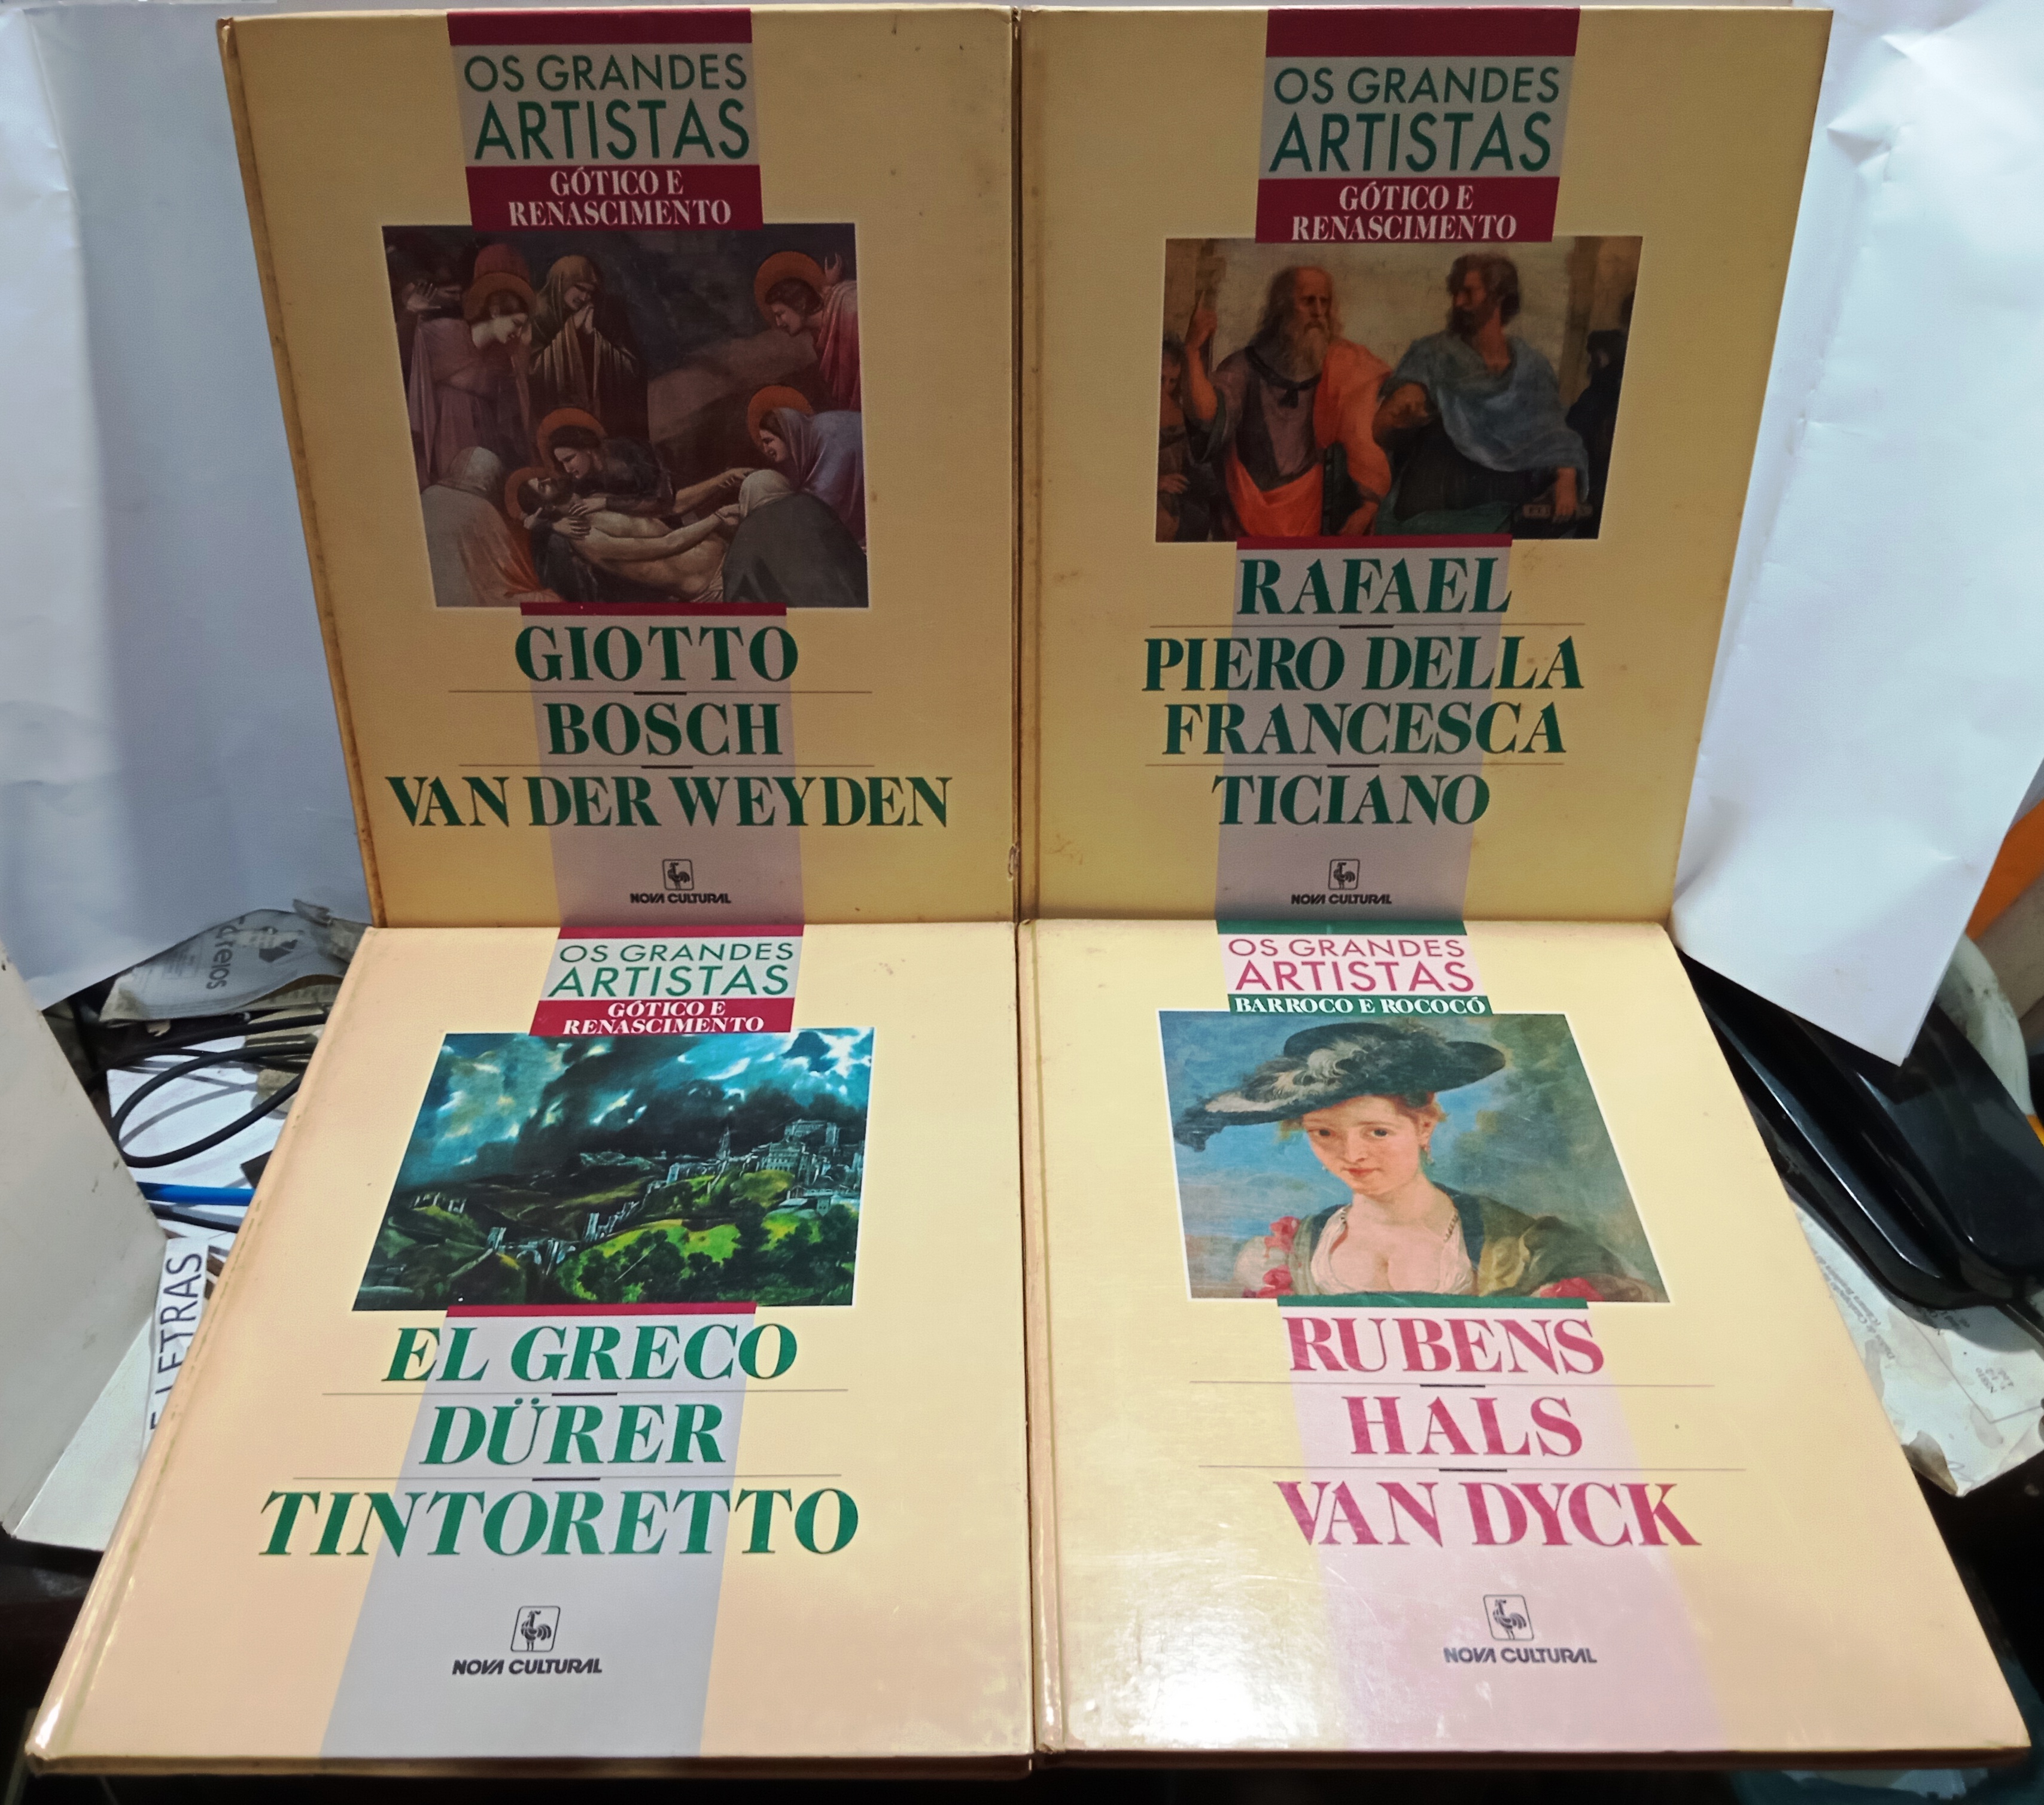 OS GRANDES
ARTISTAS
GÓTICO E
RENASCIMENTO
GIOTTO
BOSCH
VAN DER WEYDEN
NOVA CULTURAL
OS GRANDES
ARTISTAS
GÓTICO E
RENASCIMENTO
RAFAEL
PIERO DELLA
FRANCESCA
TICIANO
NOVA CULTURAL
OS GRANDES
ARTISTAS
GÓTICO E
RENASCIMENTO
EL GRECO
DÜRER
TINTORETTO
NOVA CULTURAL
OS GRANDES
ARTISTAS
BARROCO E ROCOCÓ
RUBENS
HALS
VAN DYCK
NOVA CULTURAL
LETRAS